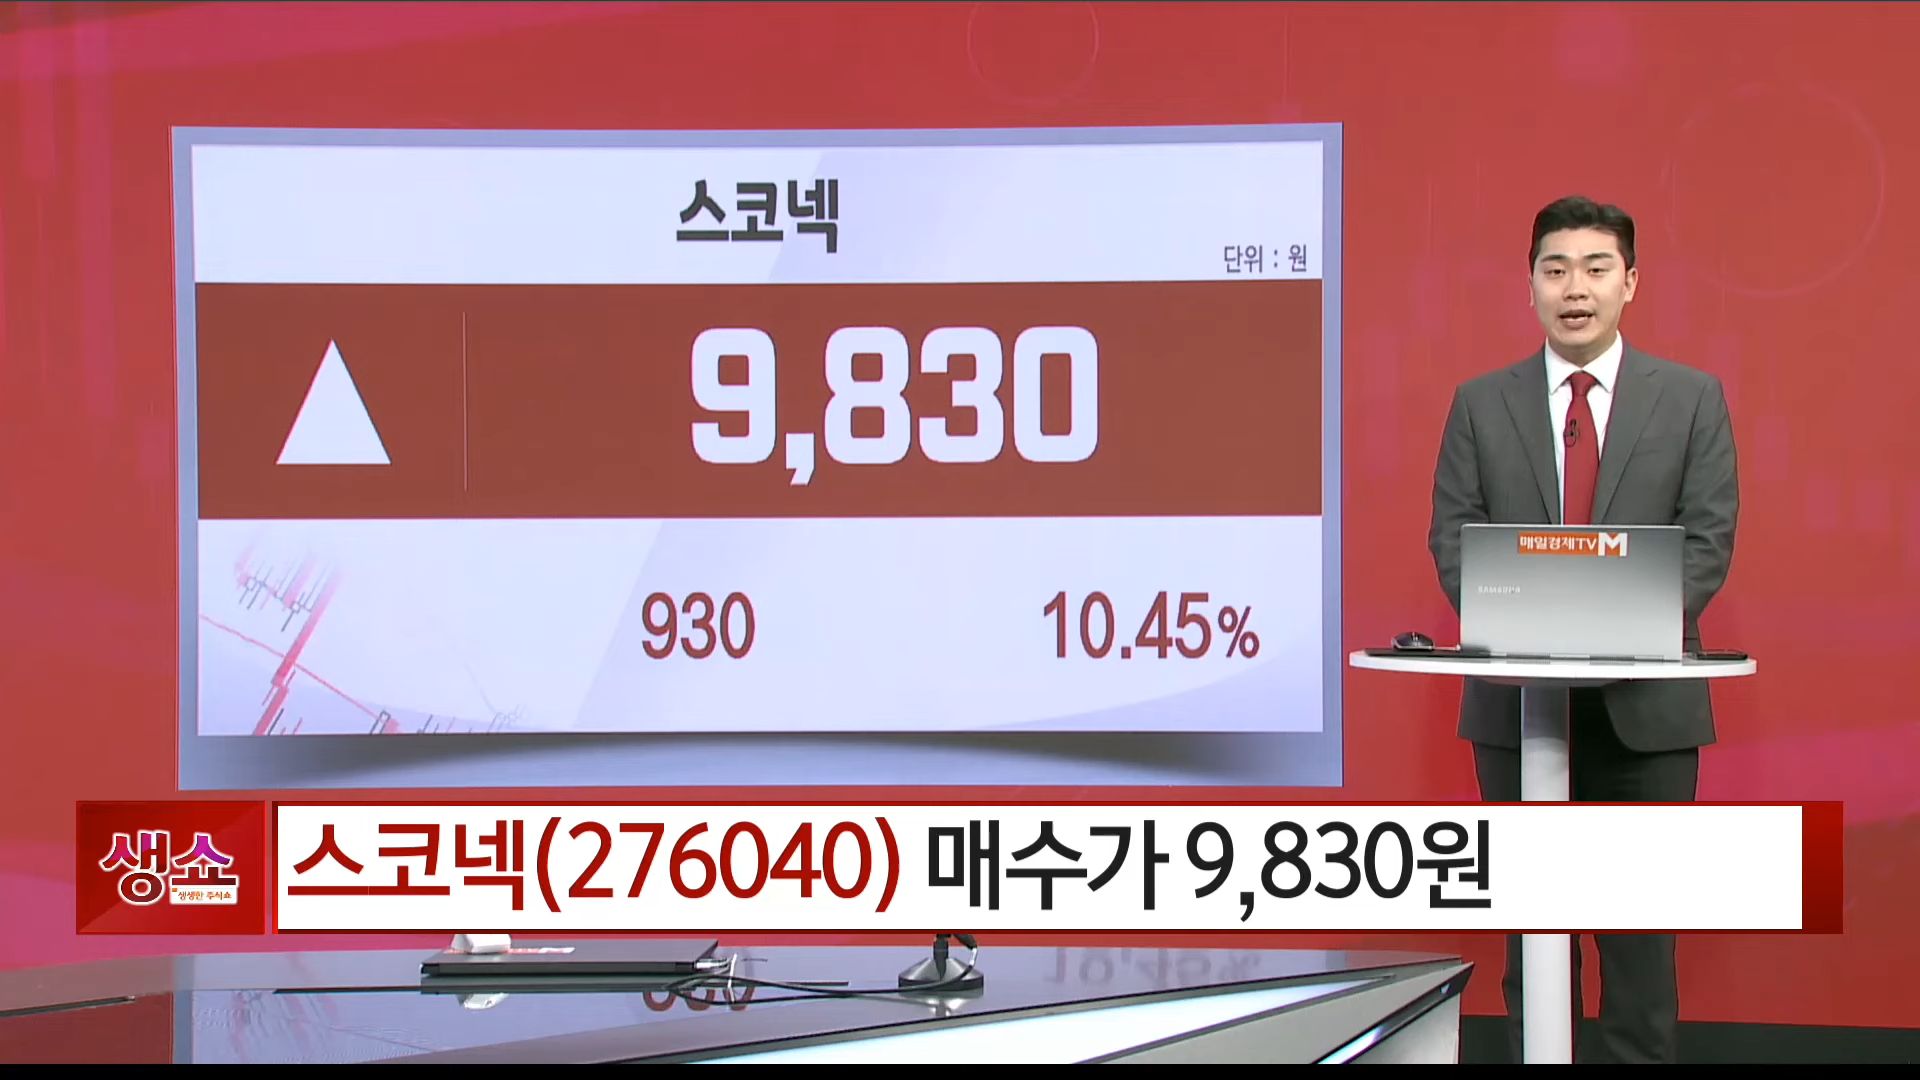 스코넥
단위 : 원
▲ 9,830
930 10.45%
매일경제TV M
SAMSUNG
생쇼
생생한 주식쇼
스코넥(276040) 매수가 9,830원